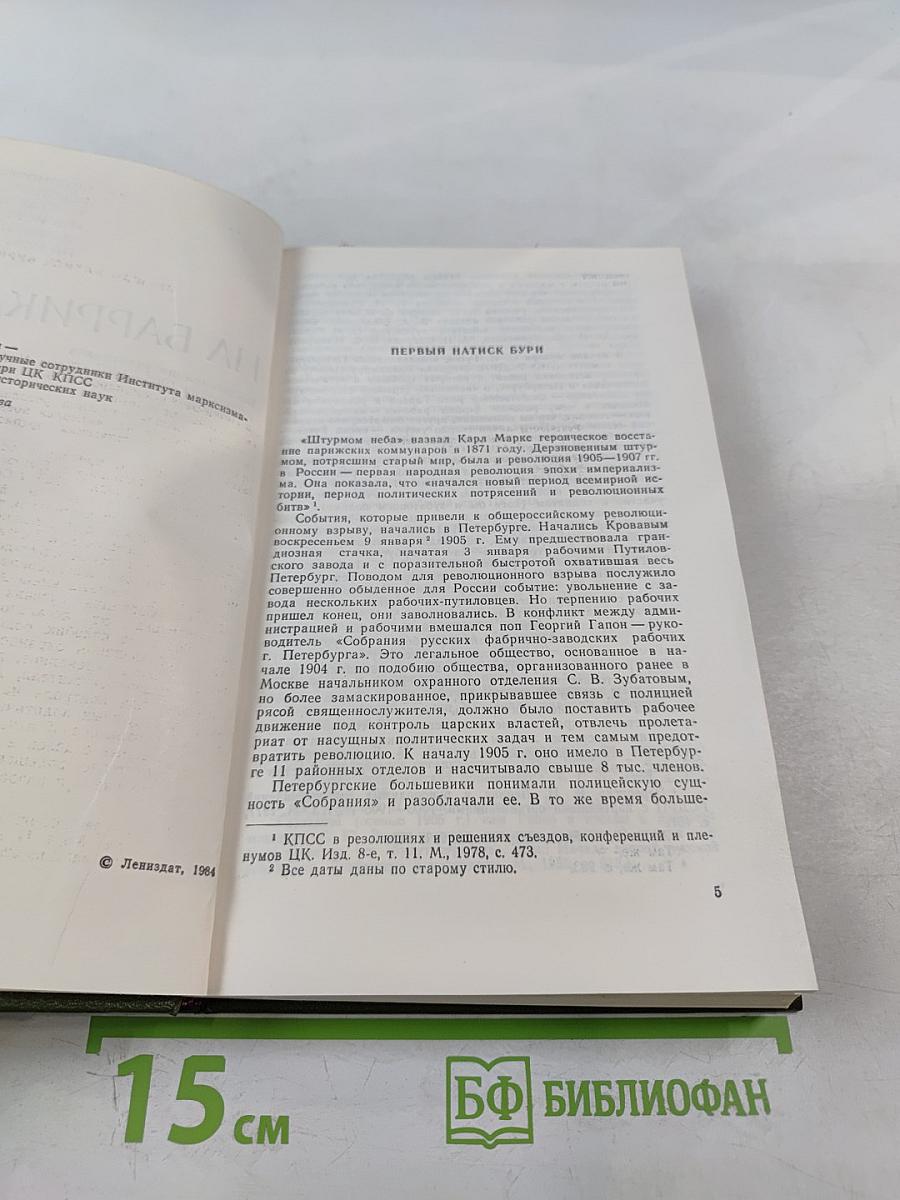 НА БАРРИК
учные сотрудники Института марксизма-
ри ЦК КПСС
сторических наук
ва
© Лениздат, 1984
ПЕРВЫЙ НАТИСК БУРИ
«Штурмом неба» назвал Карл Маркс героическое восста-
ние парижских коммунаров в 1871 году. Дерзновенным штур-
мом, потрясшим старый мир, была и революция 1905—1907 гг.
в России — первая народная революция эпохи империализ-
ма. Она показала, что «начался новый период всемирной ис-
тории, период политических потрясений и революционных
битв» ¹.
События, которые привели к общероссийскому революци-
онному взрыву, начались в Петербурге. Начались Кровавым
воскресеньем 9 января ² 1905 г. Ему предшествовала гран-
диозная стачка, начатая 3 января рабочими Путилов-
ского завода и с поразительной быстротой охватившая весь
Петербург. Поводом для революционного взрыва послужило
совершенно обыденное для России событие: увольнение с за-
вода нескольких рабочих-путиловцев. Но терпению рабочих
пришел конец, они заволновались. В конфликт между адми-
нистрацией и рабочими вмешался поп Георгий Гапон — руко-
водитель «Собрания русских фабрично-заводских рабочих
г. Петербурга». Это легальное общество, основанное в на-
чале 1904 г. по подобию общества, организованного ранее в
Москве начальником охранного отделения С. В. Зубатовым,
но более замаскированное, прикрывавшее связь с полицией
рясой священнослужителя, должно было поставить рабочее
движение под контроль царских властей, отвлечь пролета-
риат от насущных политических задач и тем самым предот-
вратить революцию. К началу 1905 г. оно имело в Петербур-
ге 11 районных отделов и насчитывало свыше 8 тыс. членов.
Петербургские большевики понимали полицейскую сущ-
ность «Собрания» и разоблачали ее. В то же время больше-
¹ КПСС в резолюциях и решениях съездов, конференций и пле-
нумов ЦК. Изд. 8-е, т. 11. М., 1978, с. 473.
² Все даты даны по старому стилю.
5
15 см
БФ БИБЛИОФАН